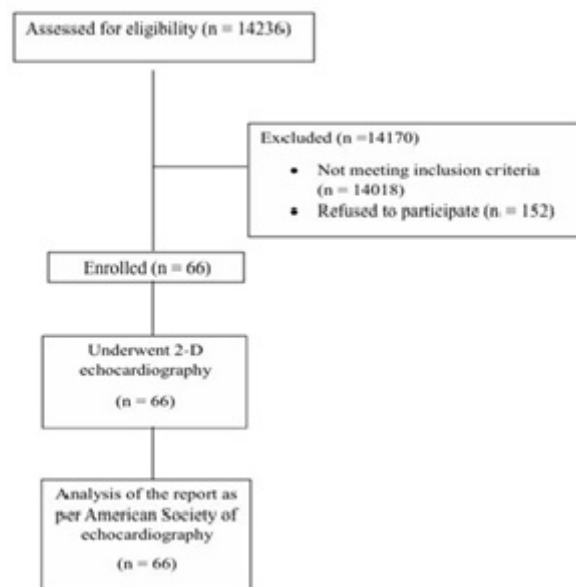 Assessed for eligibility (n = 14236)
Excluded (n =14170)
• Not meeting inclusion criteria
(n = 14018)
• Refused to participate (n = 152)
Enrolled (n = 66)
Underwent 2-D
echocardiography
(n = 66)
Analysis of the report as
per American Society of
echocardiography
(n = 66)